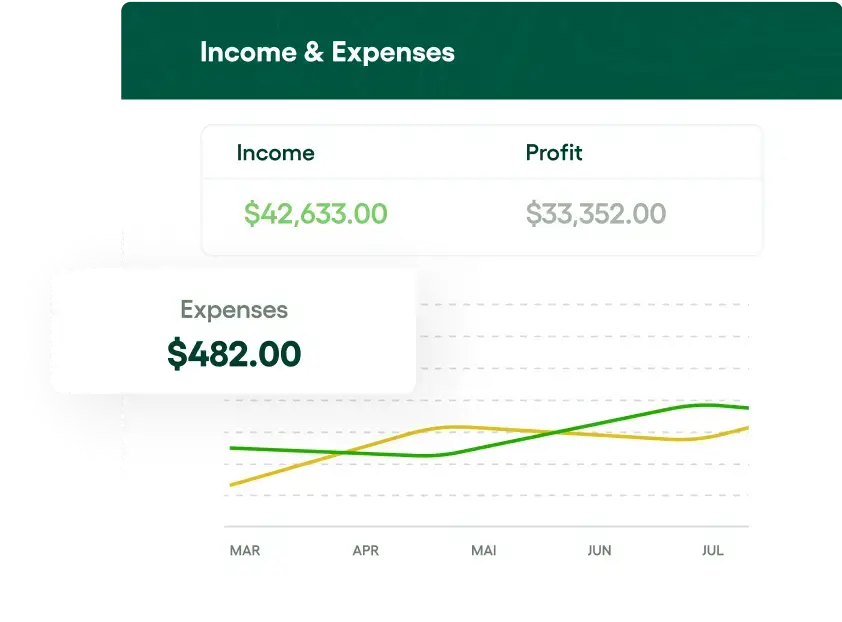 Income & Expenses
Income Profit
$42,633.00 $33,352.00
Expenses
$482.00
MAR APR MAI JUN JUL